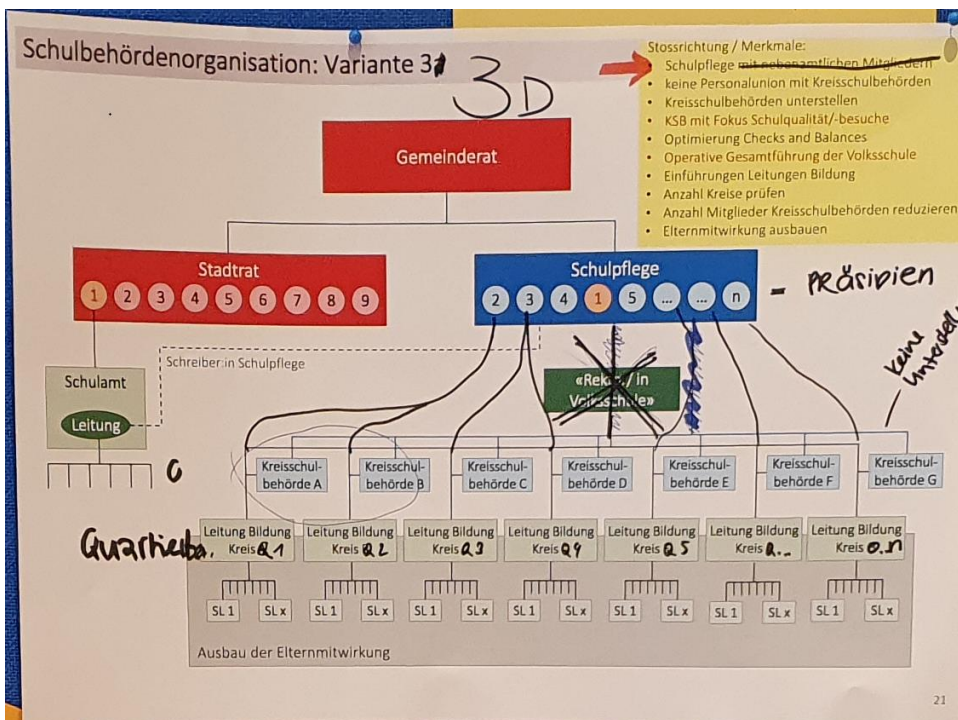 Schulbehördenorganisation: Variante 3
3D
Stossrichtung / Merkmale:
• Schulpflege mit nebenamtlichen Mitgliedern
• keine Personalunion mit Kreisschulbehörden
• Kreisschulbehörden unterstellen
• KSB mit Fokus Schulqualität/-besuche
• Optimierung Checks and Balances
• Operative Gesamtführung der Volksschule
• Einführungen Leitungen Bildung
• Anzahl Kreise prüfen
• Anzahl Mitglieder Kreisschulbehörden reduzieren
• Elternmitwirkung ausbauen
Gemeinderat
Stadtrat
1 2 3 4 5 6 7 8 9
Schulpflege
2 3 4 1 5 ... ... n
- PRÄSIDIEN
Schreiber:in Schulpflege
keine
Schulamt
Leitung
«Rektor/in
Volksschule»
Kreisschul-
behörde A
Kreisschul-
behörde B
Kreisschul-
behörde C
Kreisschul-
behörde D
Kreisschul-
behörde E
Kreisschul-
behörde F
Kreisschul-
behörde G
Leitung Bildung
Kreis Q1
Leitung Bildung
Kreis Q2
Leitung Bildung
Kreis Q3
Leitung Bildung
Kreis Q4
Leitung Bildung
Kreis Q5
Leitung Bildung
Kreis Q...
Leitung Bildung
Kreis Q.n
SL 1 SL x SL 1 SL x SL 1 SL x SL 1 SL x SL 1 SL x SL 1 SL x SL 1 SL x
Ausbau der Elternmitwirkung
21